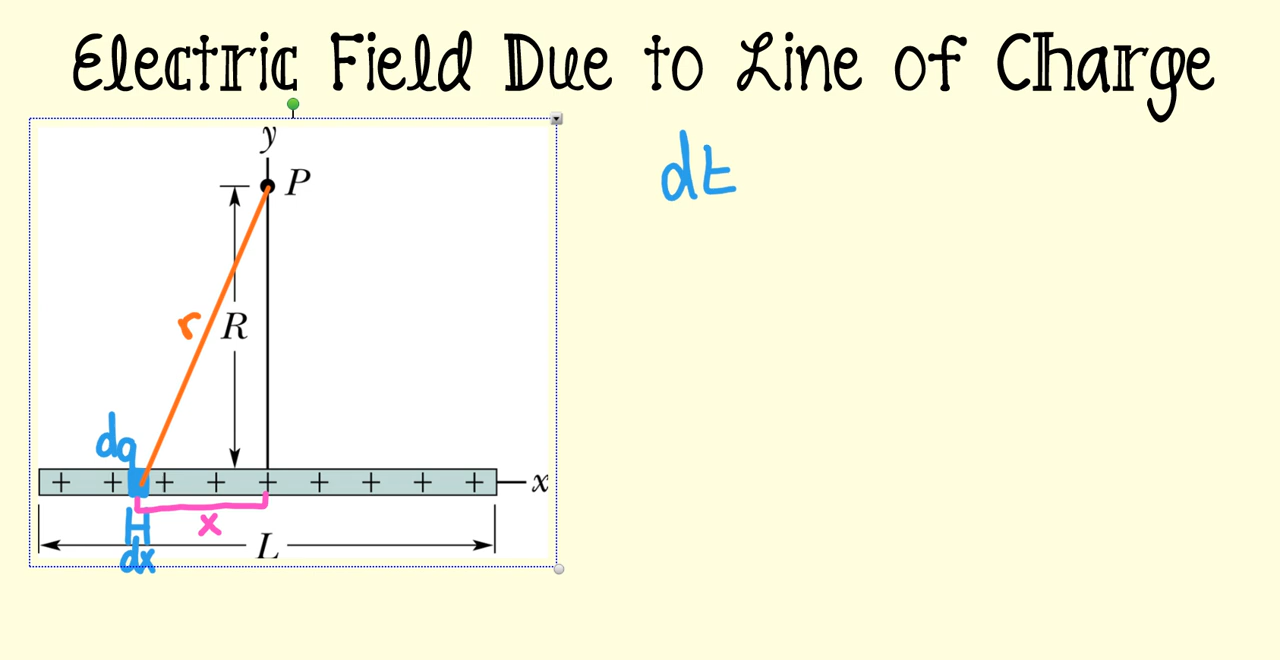 Electric Field Due to Line of Charge
dE
y
P
r
R
dq
+ + + + + + + + +
x
x
L
dx